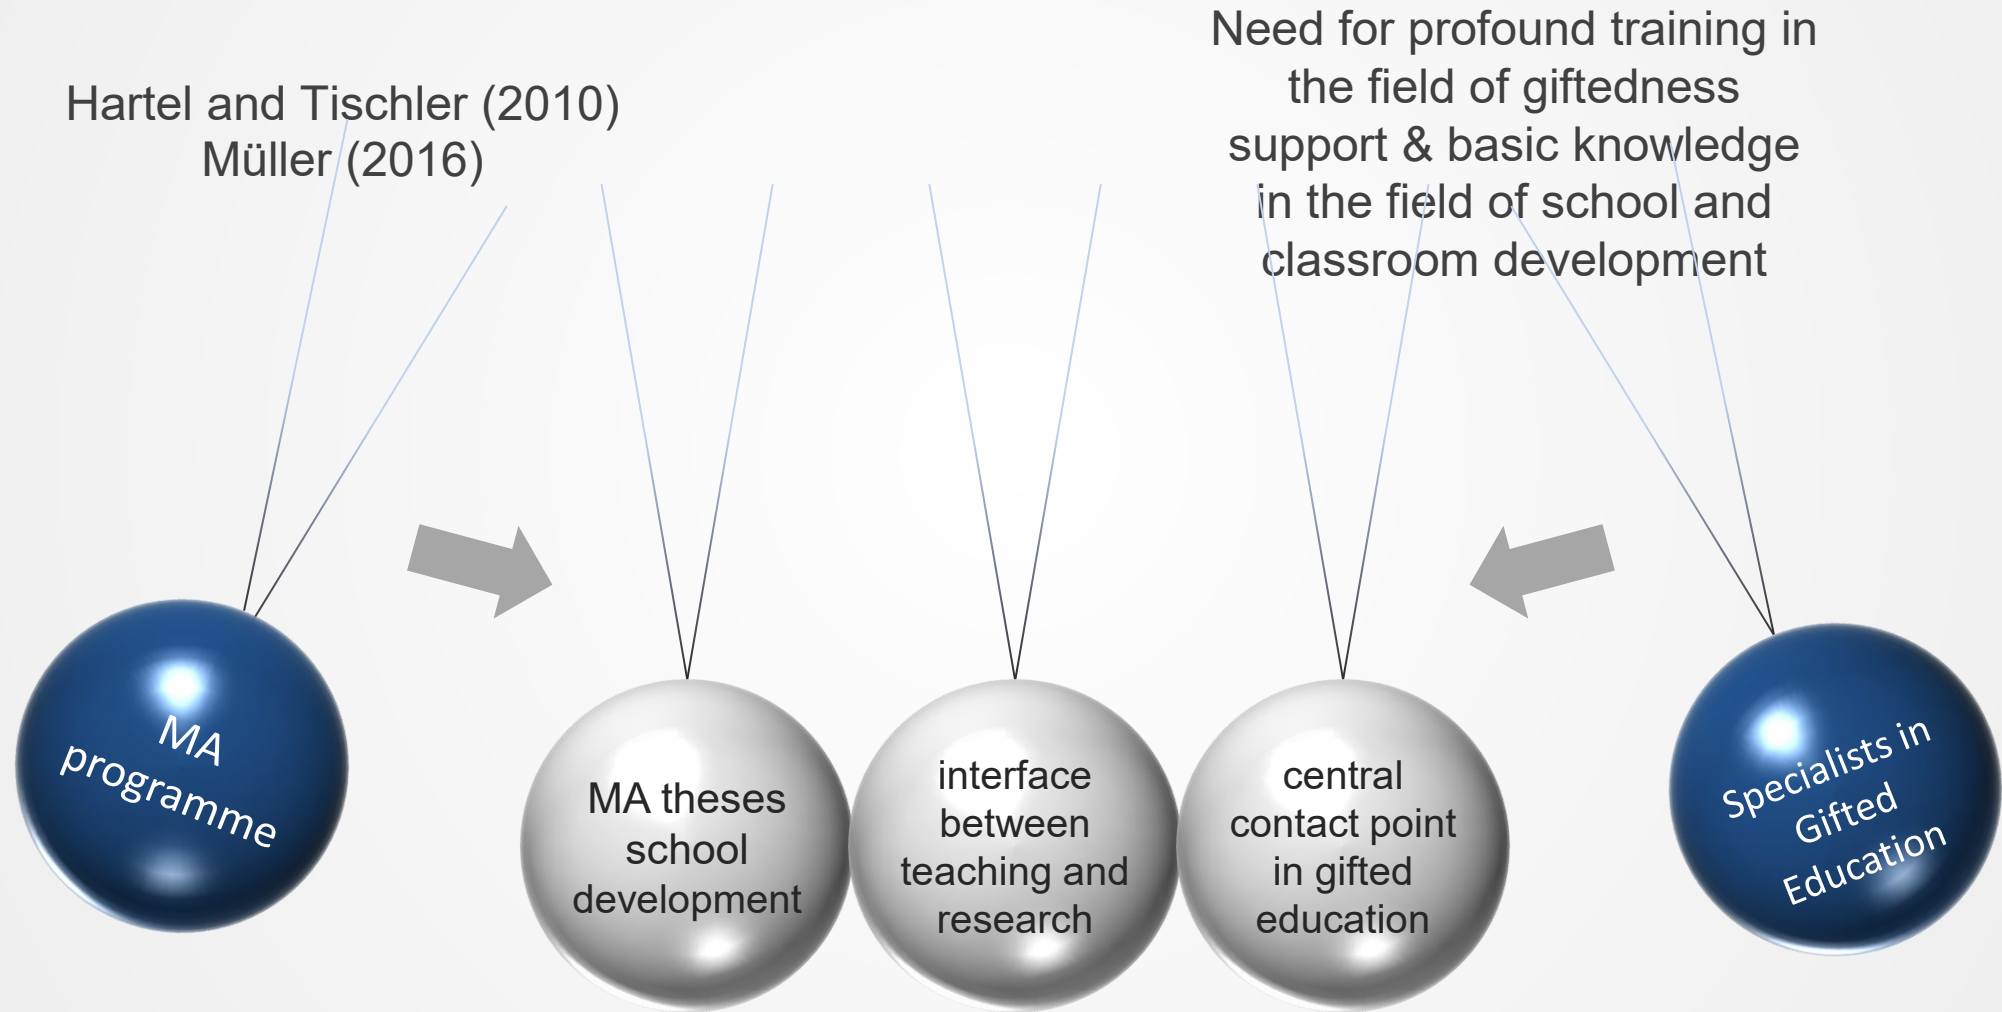 Need for profound training in
the field of giftedness
support & basic knowledge
in the field of school and
classroom development
Hartel and Tischler (2010)
Müller (2016)
MA
programme
MA theses
school
development
interface
between
teaching and
research
central
contact point
in gifted
education
Specialists in
Gifted
Education